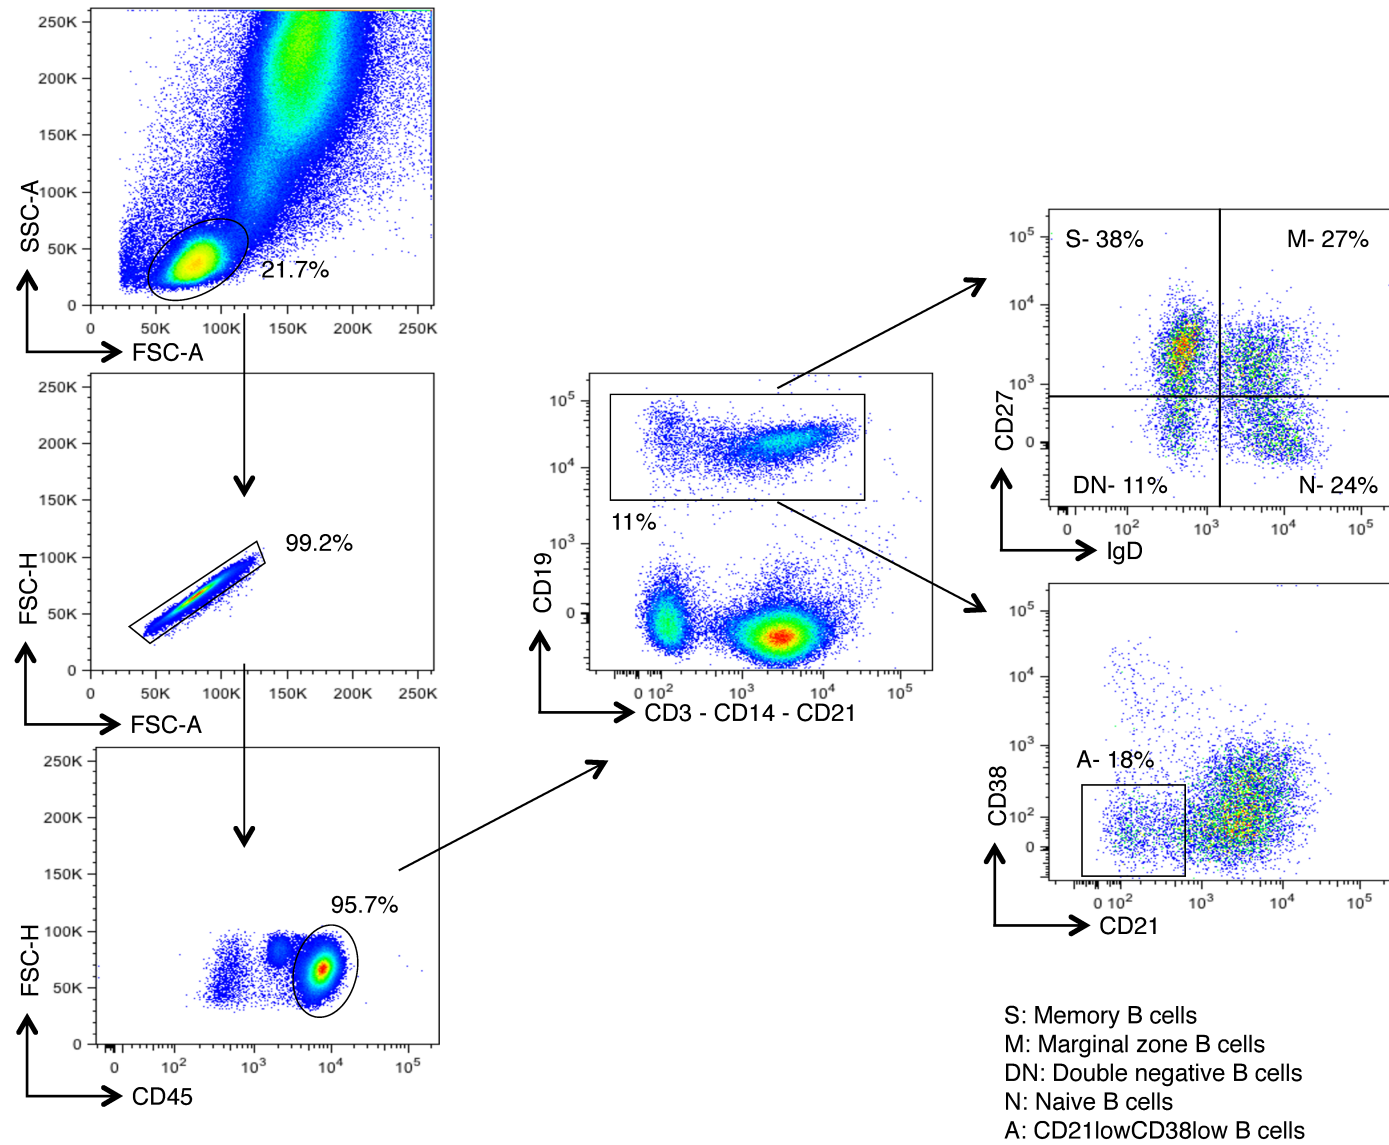 250K
200K
150K
100K
50K
0
SSC-A
21.7%
0 50K 100K 150K 200K 250K
FSC-A
250K
200K
150K
100K
50K
0
FSC-H
99.2%
0 50K 100K 150K 200K 250K
FSC-A
250K
200K
150K
100K
50K
0
FSC-H
95.7%
0 10² 10³ 10⁴ 10⁵
CD45
10⁵
10⁴
10³
0
CD19
11%
0 10² 10³ 10⁴ 10⁵
CD3 - CD14 - CD21
10⁵
10⁴
10³
0
CD27
S- 38% M- 27%
DN- 11% N- 24%
0 10² 10³ 10⁴ 10⁵
IgD
10⁵
10⁴
10³
10²
0
CD38
A- 18%
0 10² 10³ 10⁴ 10⁵
CD21
S: Memory B cells
M: Marginal zone B cells
DN: Double negative B cells
N: Naive B cells
A: CD21lowCD38low B cells